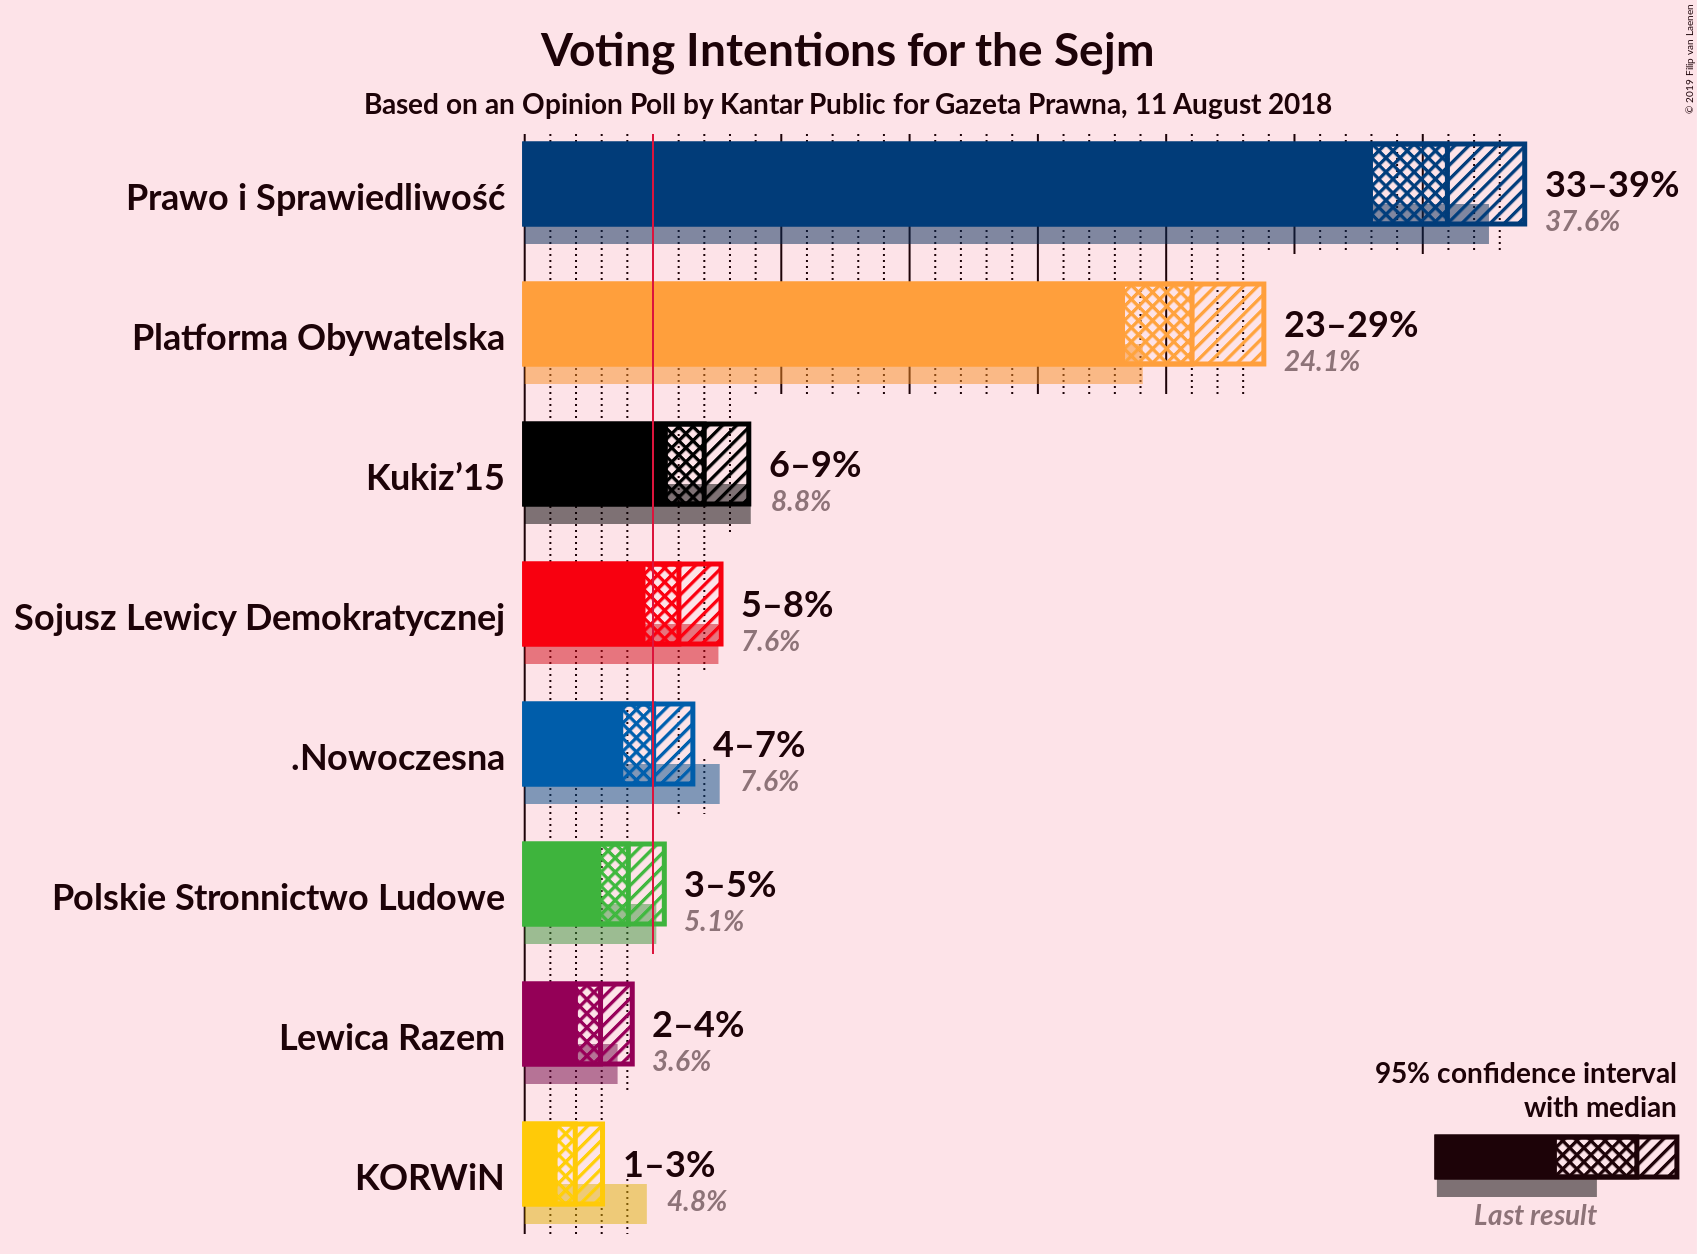 Voting Intentions for the Sejm
Based on an Opinion Poll by Kantar Public for Gazeta Prawna, 11 August 2018
© 2019 Filip van Laenen
Prawo i Sprawiedliwość
33–39%
37.6%
Platforma Obywatelska
23–29%
24.1%
Kukiz’15
6–9%
8.8%
Sojusz Lewicy Demokratycznej
5–8%
7.6%
.Nowoczesna
4–7%
7.6%
Polskie Stronnictwo Ludowe
3–5%
5.1%
Lewica Razem
2–4%
3.6%
KORWiN
1–3%
4.8%
95% confidence interval
with median
Last result